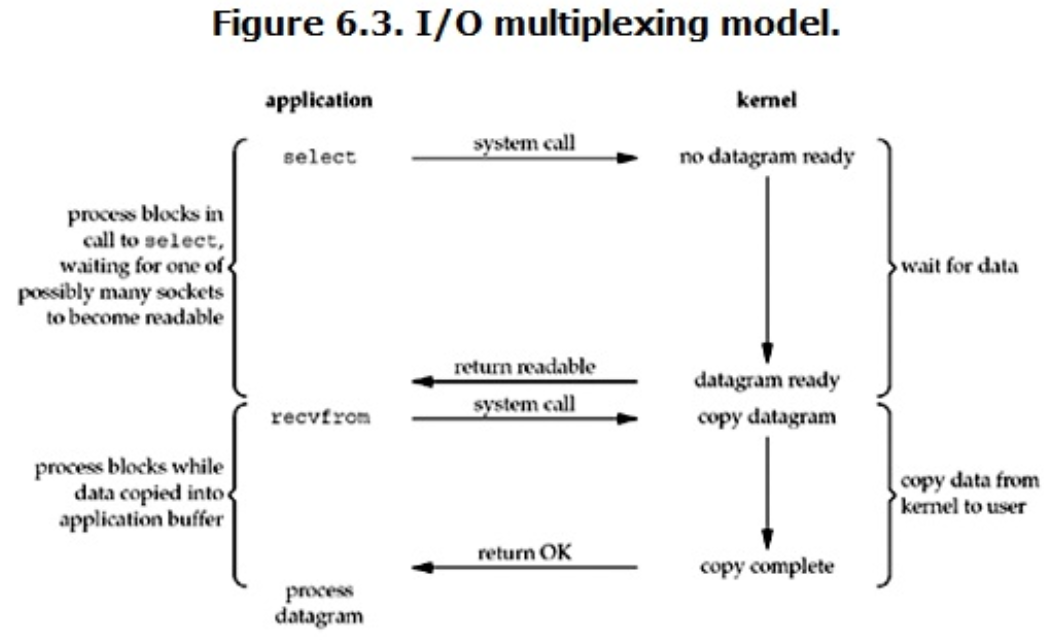 Figure 6.3. I/O multiplexing model.
application
kernel
select
system call
no datagram ready
process blocks in
call to select,
waiting for one of
possibly many sockets
to become readable
wait for data
return readable
datagram ready
recvfrom
system call
copy datagram
process blocks while
data copied into
application buffer
copy data from
kernel to user
return OK
copy complete
process
datagram